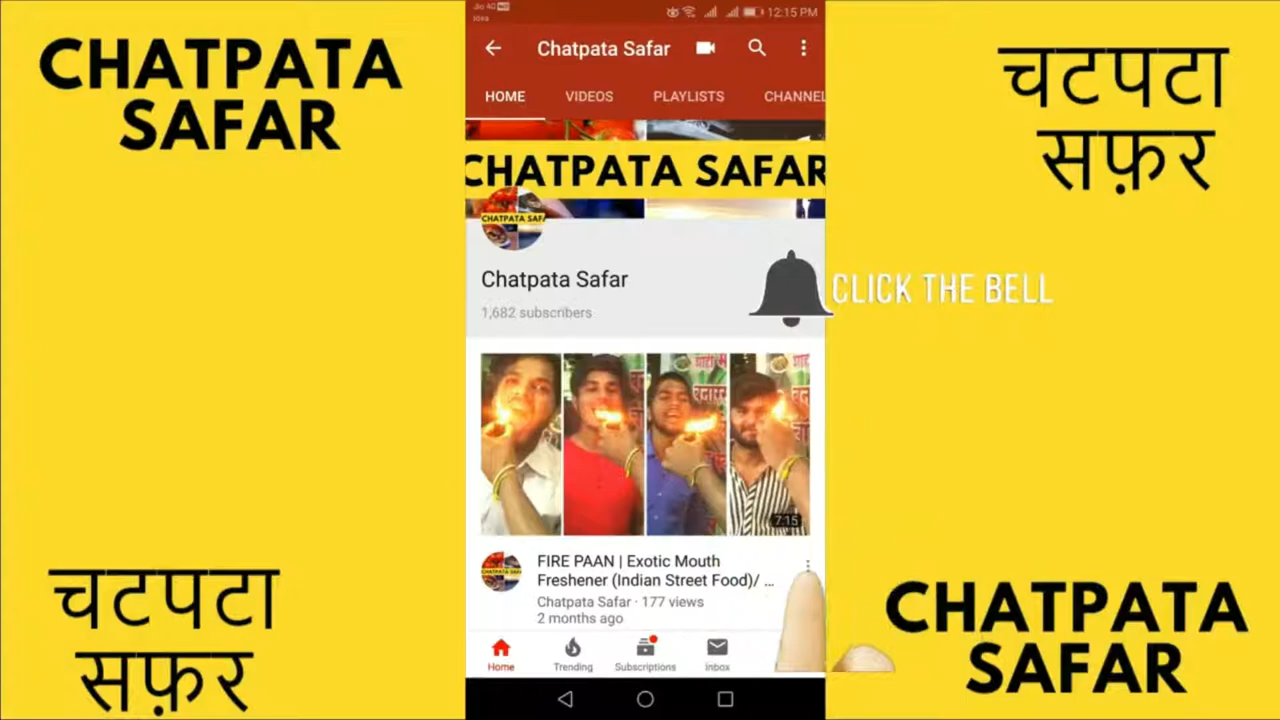 CHATPATA
SAFAR
चटपटा
सफ़र
12:15 PM
Chatpata Safar
HOME VIDEOS PLAYLISTS CHANNEL
CHATPATA SAFAR
CHATPATA SAFA
Chatpata Safar
1,682 subscribers
CLICK THE BELL
7:15
FIRE PAAN | Exotic Mouth
Freshener (Indian Street Food)/ ...
Chatpata Safar · 177 views
2 months ago
Home Trending Subscriptions Inbox
चटपटा
सफ़र
CHATPATA
SAFAR